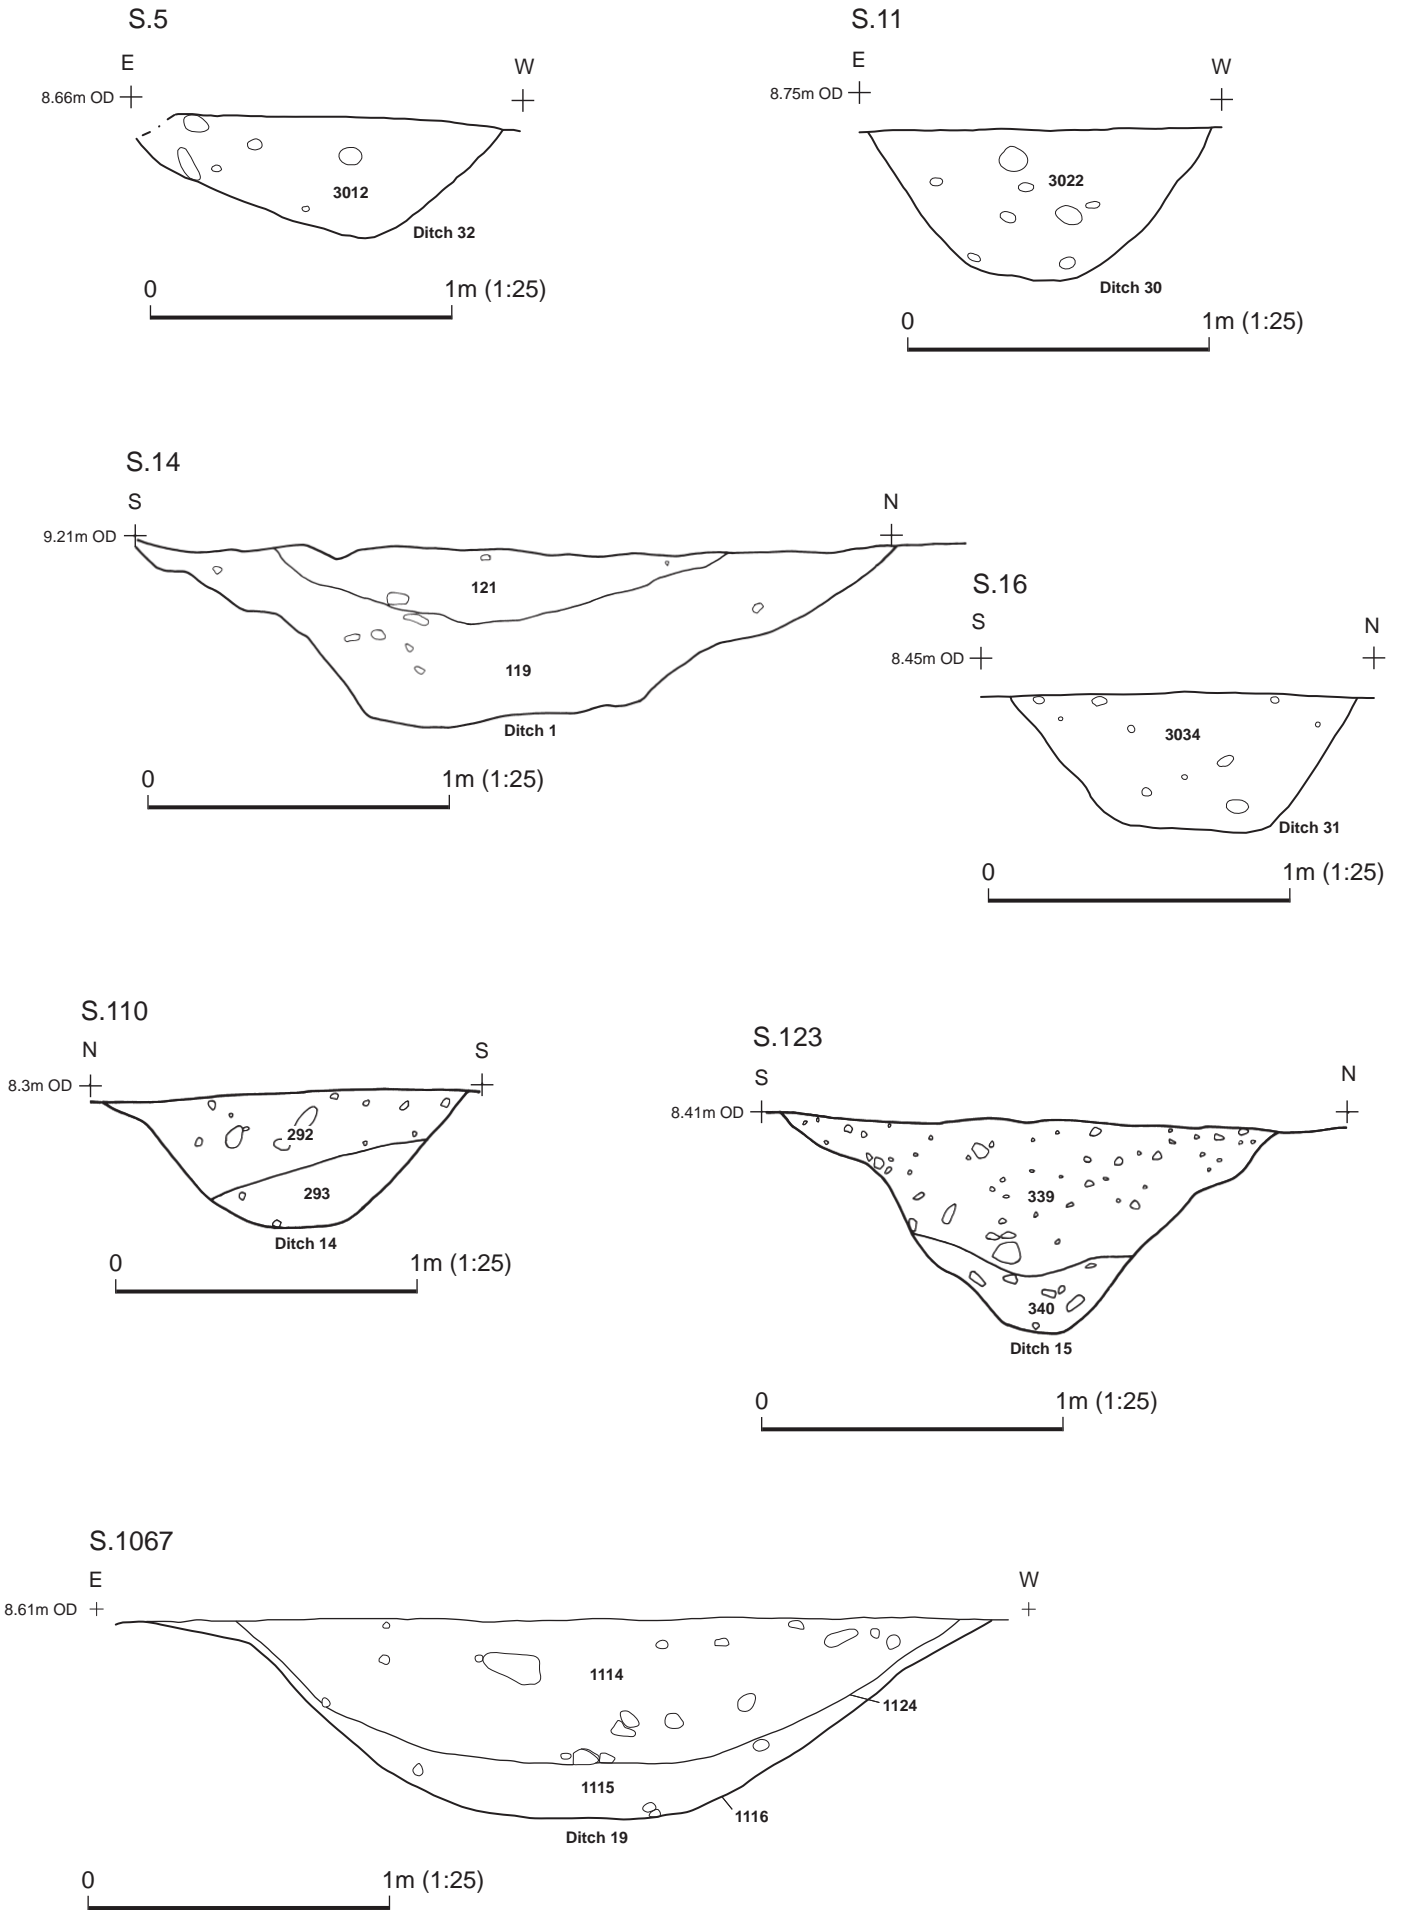 S.5
E
W
8.66m OD
3012
Ditch 32
0
1m (1:25)
S.11
E
W
8.75m OD
3022
Ditch 30
0
1m (1:25)
S.14
S
N
9.21m OD
121
119
Ditch 1
0
1m (1:25)
S.16
S
N
8.45m OD
3034
Ditch 31
0
1m (1:25)
S.110
N
S
8.3m OD
292
293
Ditch 14
0
1m (1:25)
S.123
S
N
8.41m OD
339
340
Ditch 15
0
1m (1:25)
S.1067
E
W
8.61m OD
1114
1124
1115
1116
Ditch 19
0
1m (1:25)